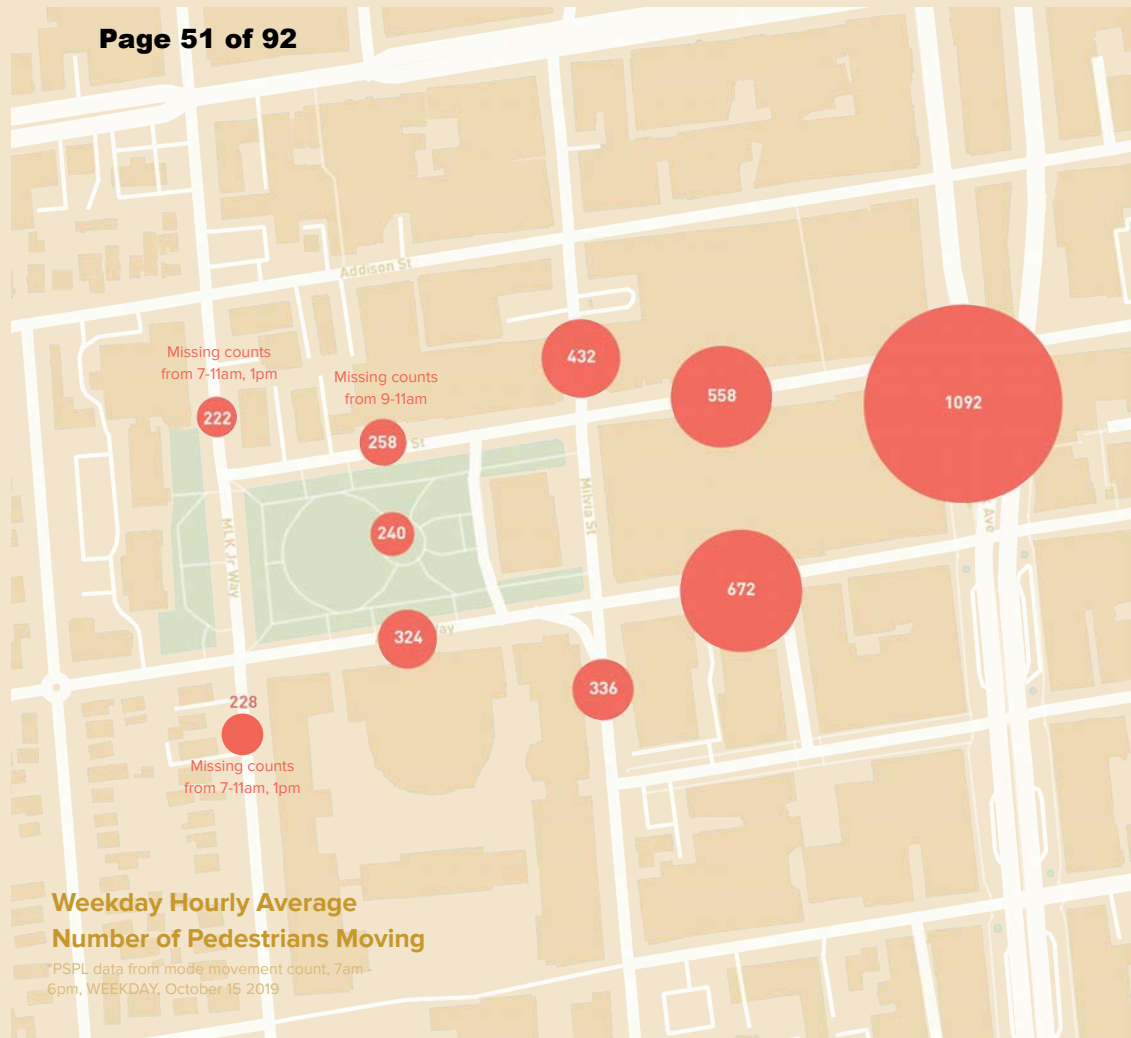 Page 51 of 92
Addison St
Missing counts
from 7-11am, 1pm
Missing counts
from 9-11am
432
558
1092
222
258
St
Milvia St
Ave
240
MLK Jr Way
672
324
336
228
Missing counts
from 7-11am, 1pm
Weekday Hourly Average
Number of Pedestrians Moving
*PSPL data from mode movement count, 7am -
6pm, WEEKDAY, October 15 2019